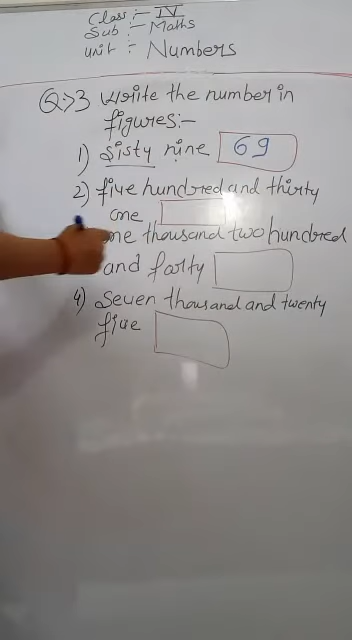 Class :- IV
Sub :- Maths
unit :- Numbers
Q:>3 Write the number in
figures:-
1) Sisty nine 69
2) five hundred and thirty
one
one thousand two hundred
and farty
4) Seven thousand and twenty
five